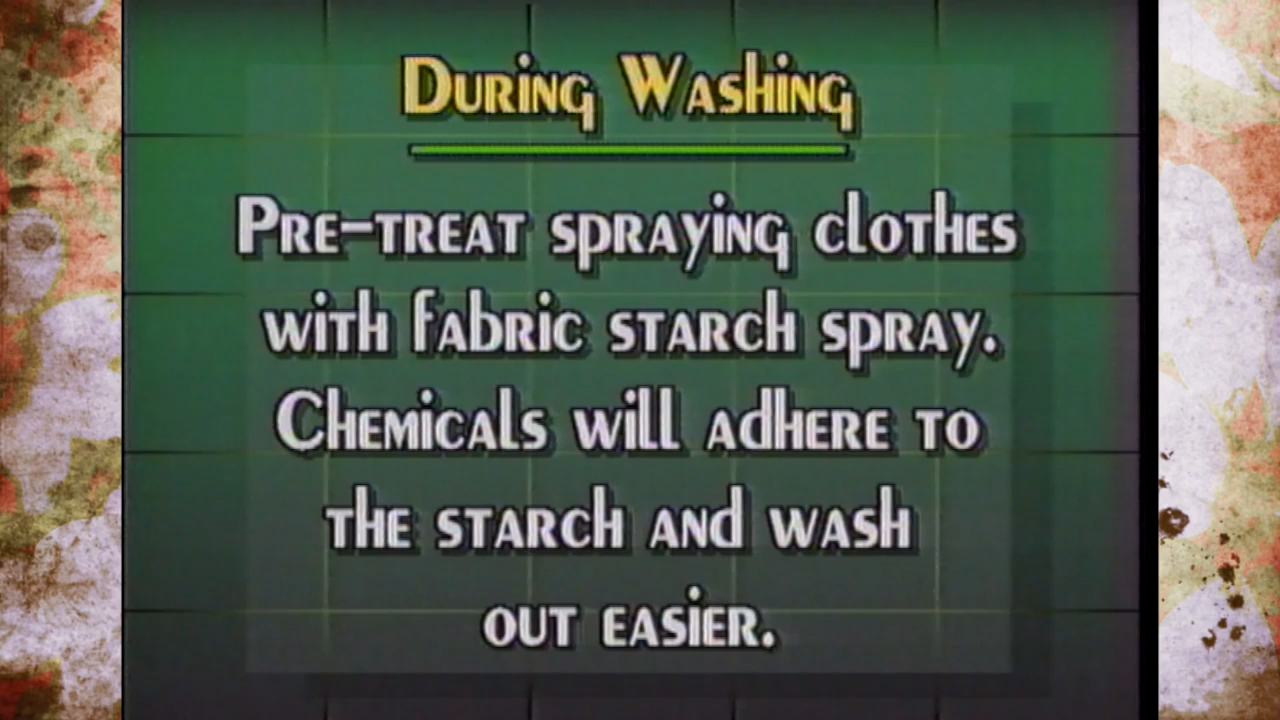 During Washing
Pre-treat spraying clothes
with fabric starch spray.
Chemicals will adhere to
the starch and wash
out easier.